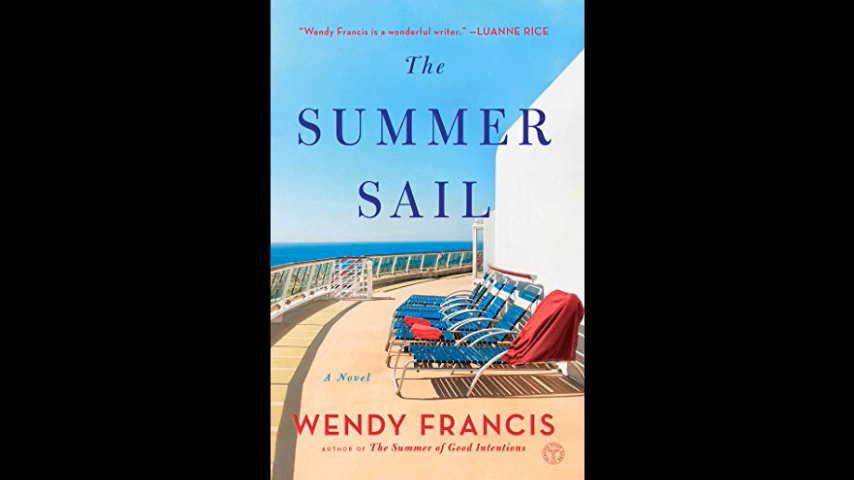 "Wendy Francis is a wonderful writer." —LUANNE RICE
The
SUMMER
SAIL
A Novel
WENDY FRANCIS
AUTHOR OF The Summer of Good Intentions